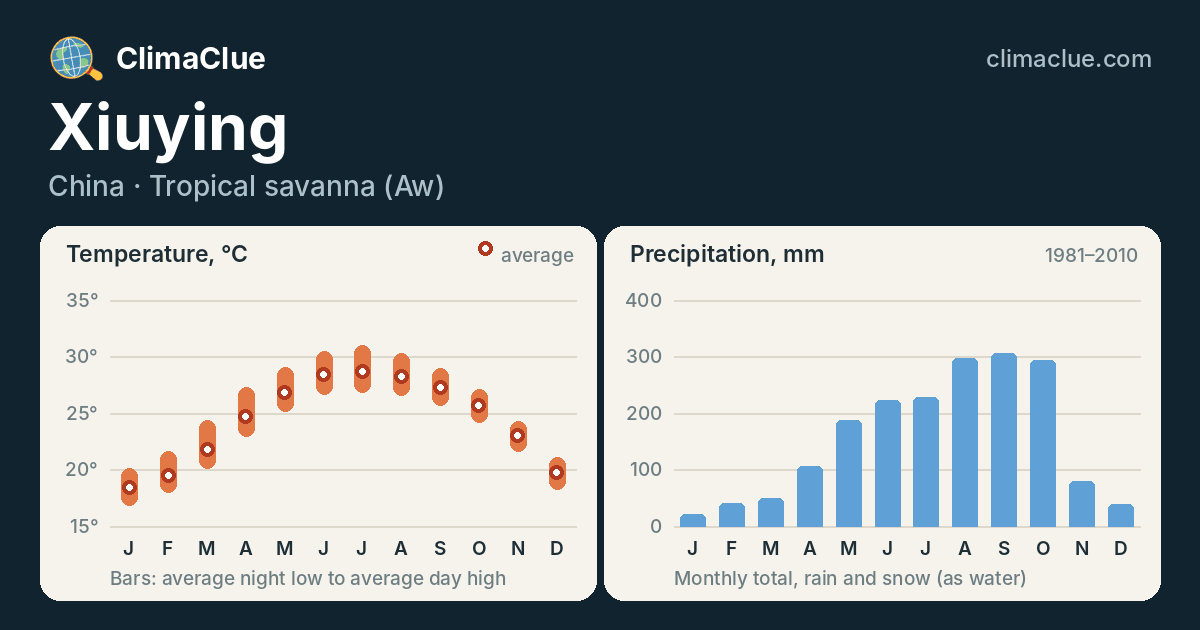 ClimaClue
climaclue.com
Xiuying
China · Tropical savanna (Aw)
Temperature, °C
average
35°
30°
25°
20°
15°
J F M A M J J A S O N D
Bars: average night low to average day high
Precipitation, mm
1981–2010
400
300
200
100
0
J F M A M J J A S O N D
Monthly total, rain and snow (as water)